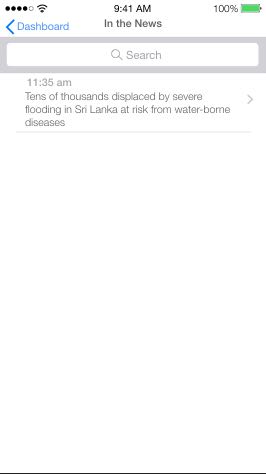 9:41 AM
100%
Dashboard
In the News
Search
11:35 am
Tens of thousands displaced by severe
flooding in Sri Lanka at risk from water-borne
diseases